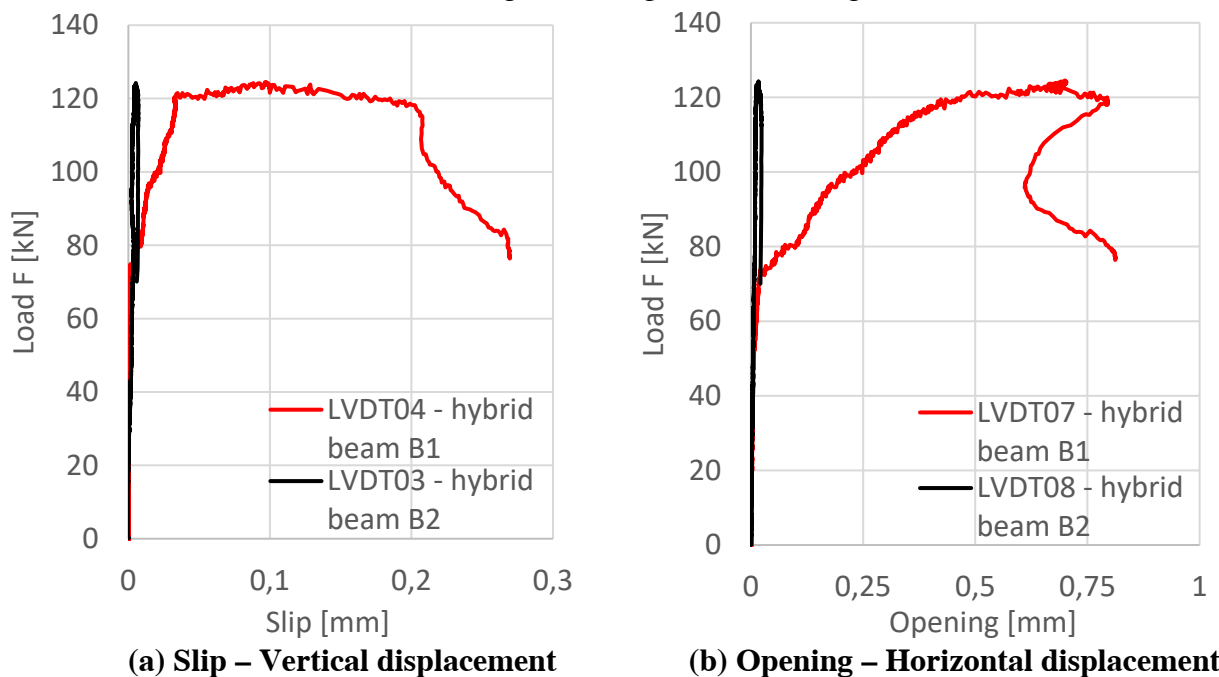 140
120
100
80
60
40
20
0
Load F [kN]
0
0,1
0,2
0,3
Slip [mm]
LVDT04 - hybrid
beam B1
LVDT03 - hybrid
beam B2
(a) Slip – Vertical displacement
140
120
100
80
60
40
20
0
Load F [kN]
0
0,25
0,5
0,75
1
Opening [mm]
LVDT07 - hybrid
beam B1
LVDT08 - hybrid
beam B2
(b) Opening – Horizontal displacement